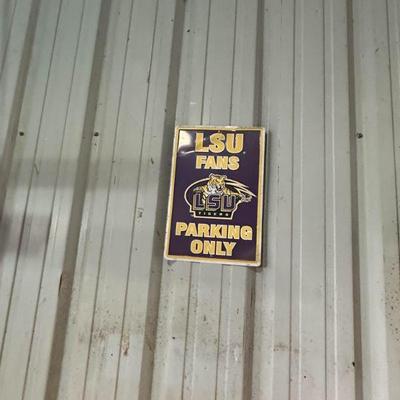 LSU
FANS
LSU
TIGERS
PARKING
ONLY